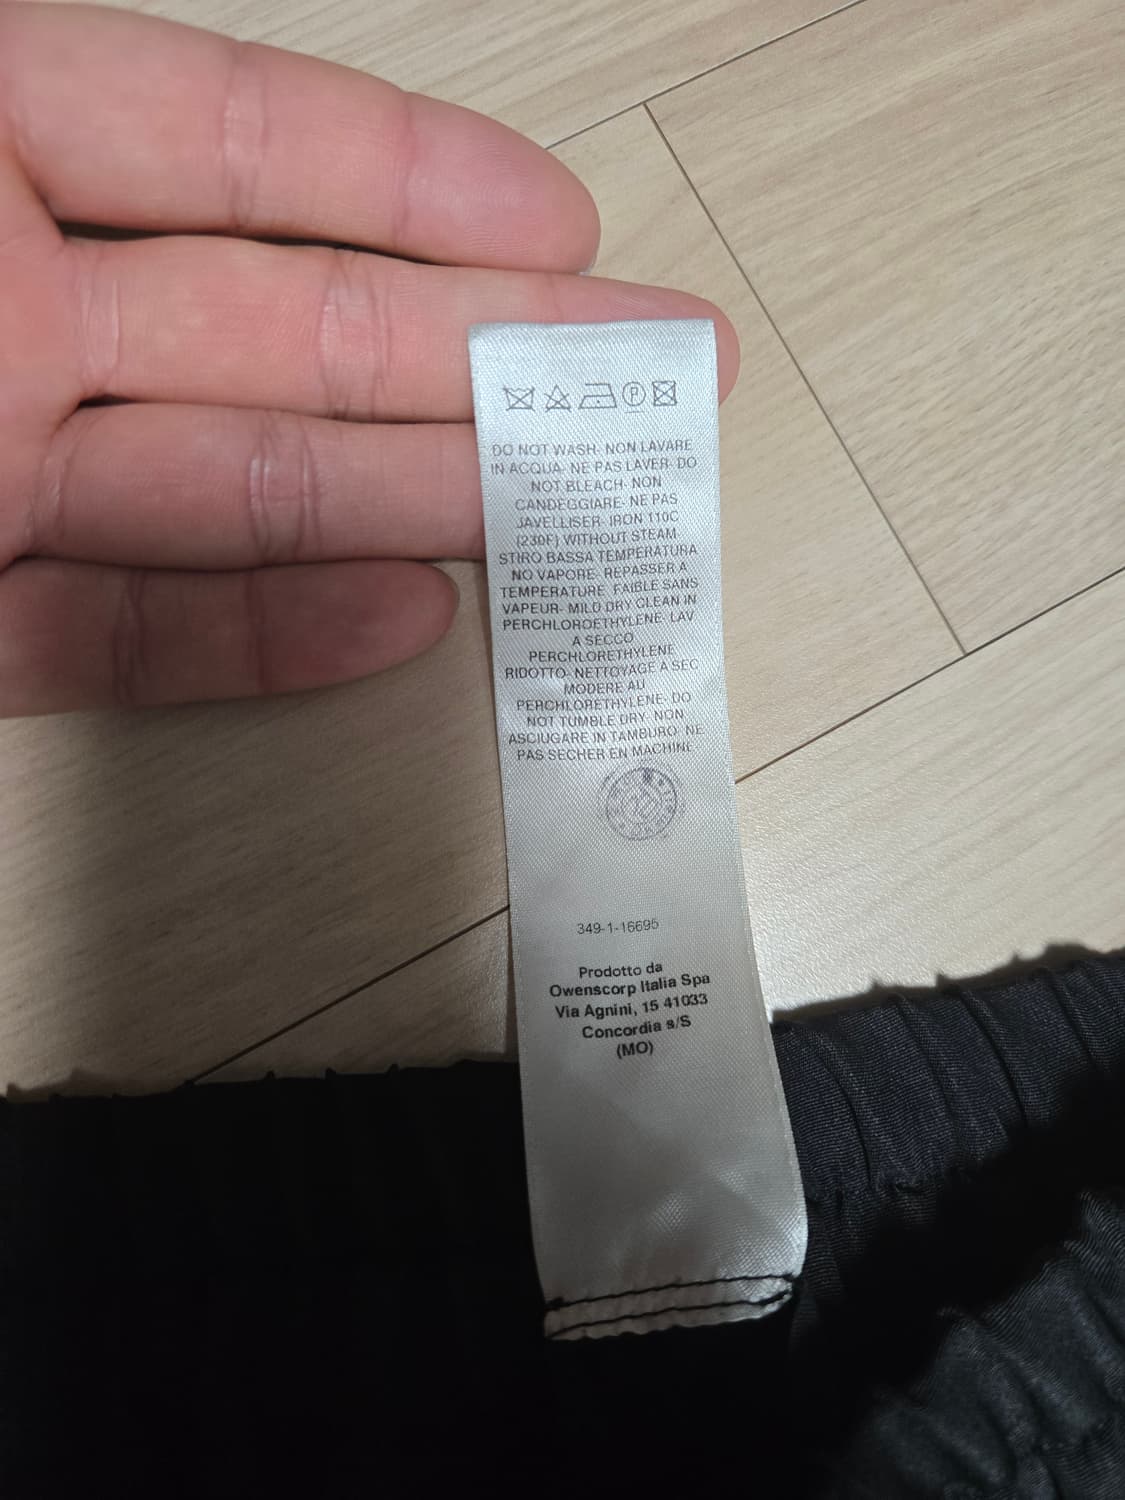 P
DO NOT WASH- NON LAVARE
IN ACQUA- NE PAS LAVER- DO
NOT BLEACH- NON
CANDEGGIARE- NE PAS
JAVELLISER- IRON 110C
(230F) WITHOUT STEAM
STIRO BASSA TEMPERATURA
NO VAPORE- REPASSER A
TEMPERATURE FAIBLE SANS
VAPEUR- MILD DRY CLEAN IN
PERCHLOROETHYLENE- LAV
A SECCO
PERCHLORETHYLENE
RIDOTTO- NETTOYAGE A SEC
MODERE AU
PERCHLORETHYLENE- DO
NOT TUMBLE DRY- NON
ASCIUGARE IN TAMBURO- NE
PAS SECHER EN MACHINE
349-1-16695
Prodotto da
Owenscorp Italia Spa
Via Agnini, 15 41033
Concordia s/S
(MO)